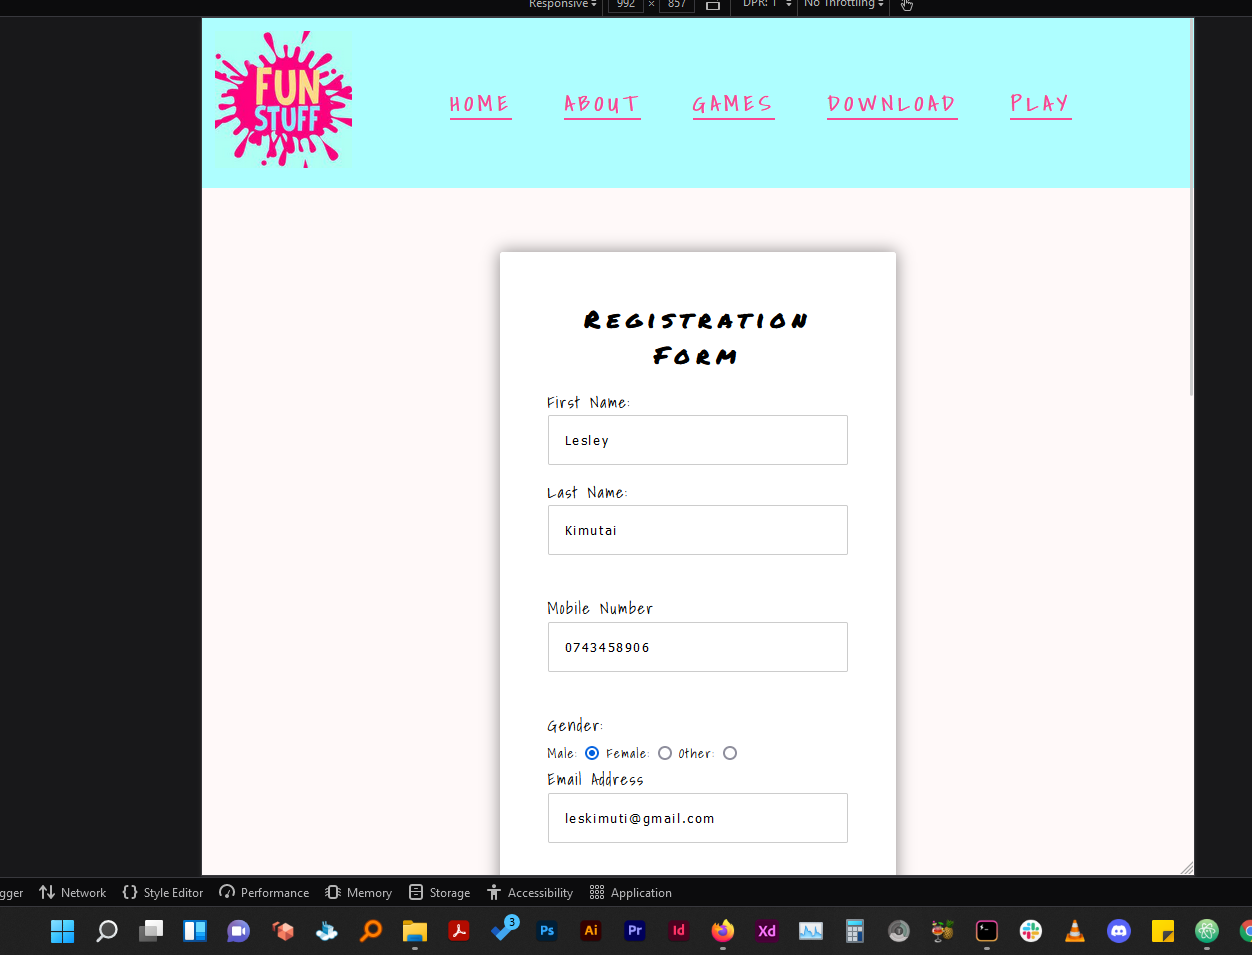 Responsive 992 × 857 DPR: 1 No Throttling
FUN
STUFF
HOME ABOUT GAMES DOWNLOAD PLAY
Registration
Form
First Name:
Lesley
Last Name:
Kimutai
Mobile Number
0743458906
Gender:
Male: Female: Other:
Email Address
leskimuti@gmail.com
gger Network Style Editor Performance Memory Storage Accessibility Application
3
Ps Ai Pr Id Xd